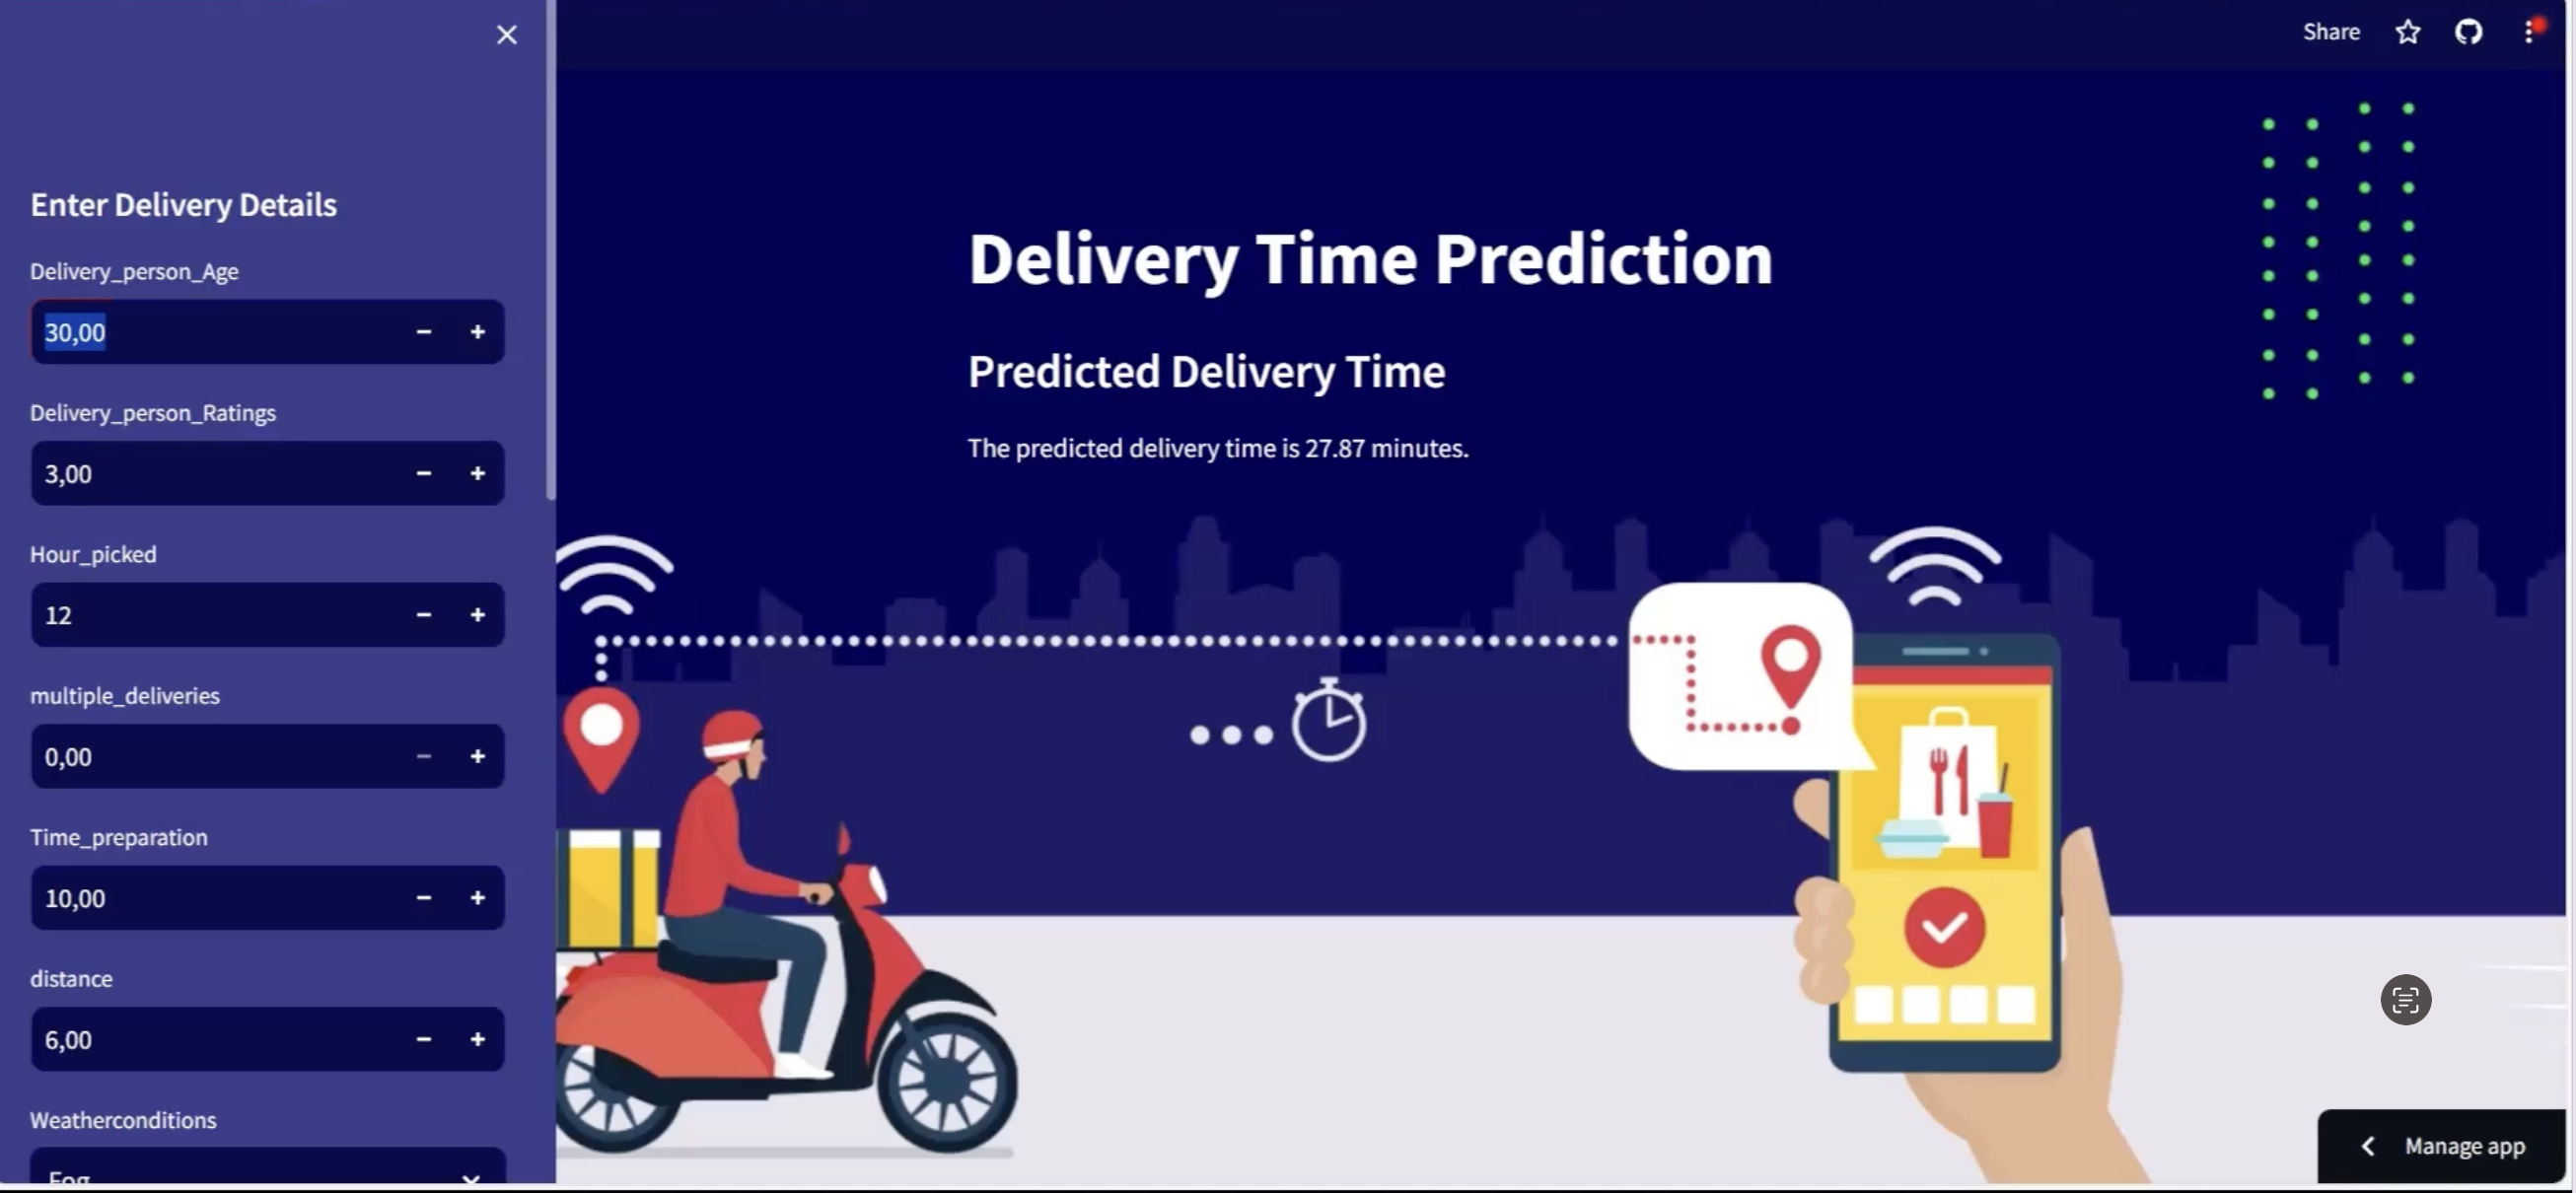 Share
Enter Delivery Details
Delivery_person_Age
30,00
Delivery_person_Ratings
3,00
Hour_picked
12
multiple_deliveries
0,00
Time_preparation
10,00
distance
6,00
Weatherconditions
Fog
Delivery Time Prediction
Predicted Delivery Time
The predicted delivery time is 27.87 minutes.
Manage app